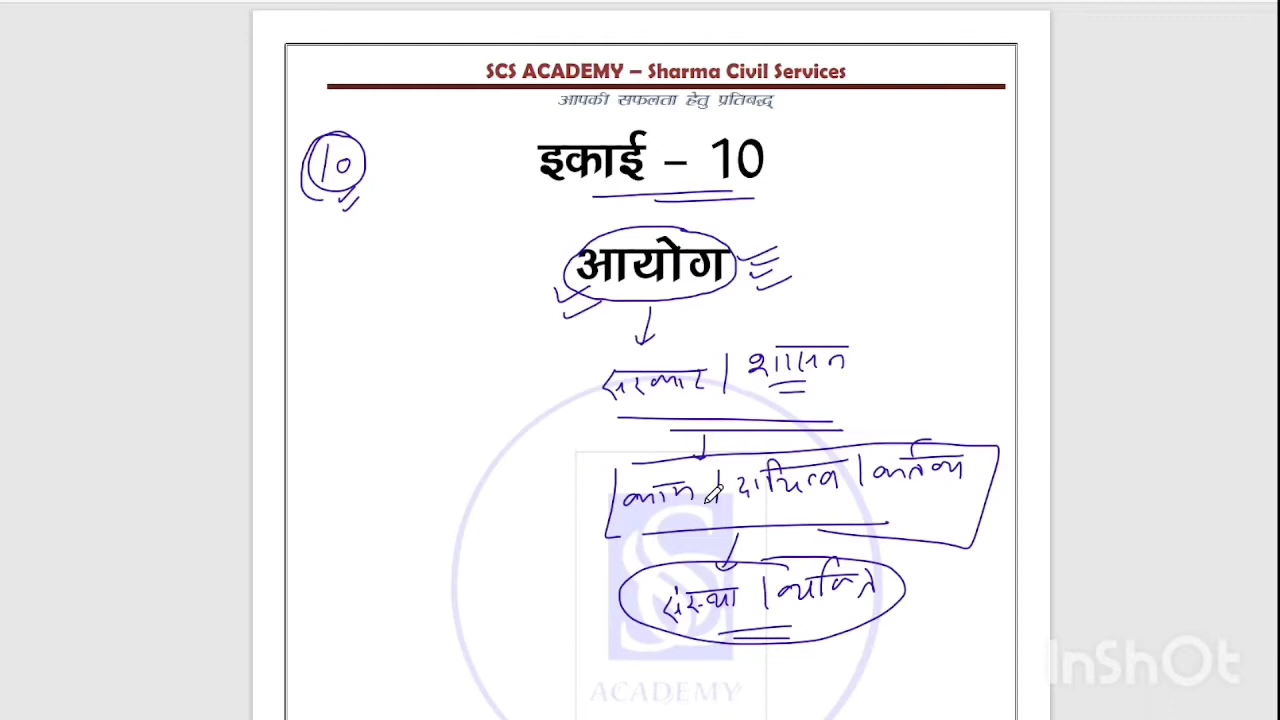 SCS ACADEMY – Sharma Civil Services
आपकी सफलता हेतु प्रतिबद्ध
10
इकाई – 10
आयोग
सरकार | शासन
काम | दायित्व | कर्तव्य
संस्था | व्यक्ति
ACADEMY
InShOt